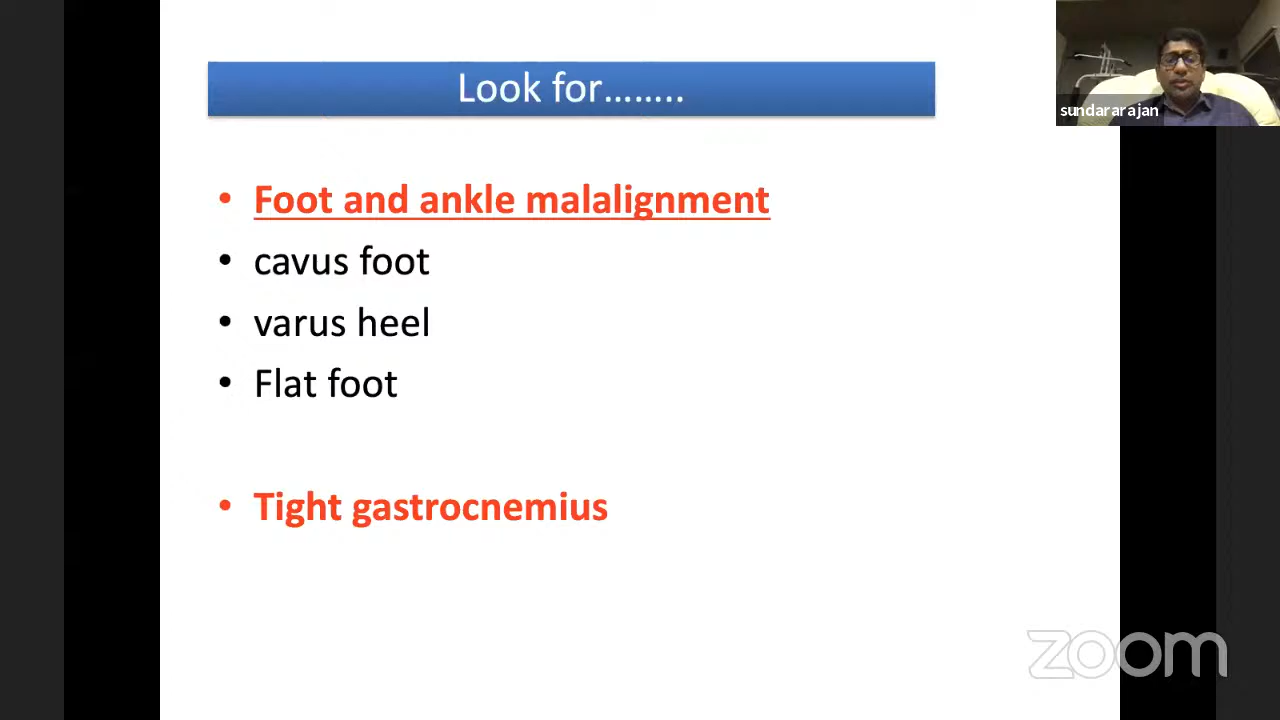 Look for........
sundararajan
• Foot and ankle malalignment
• cavus foot
• varus heel
• Flat foot
• Tight gastrocnemius
zoom